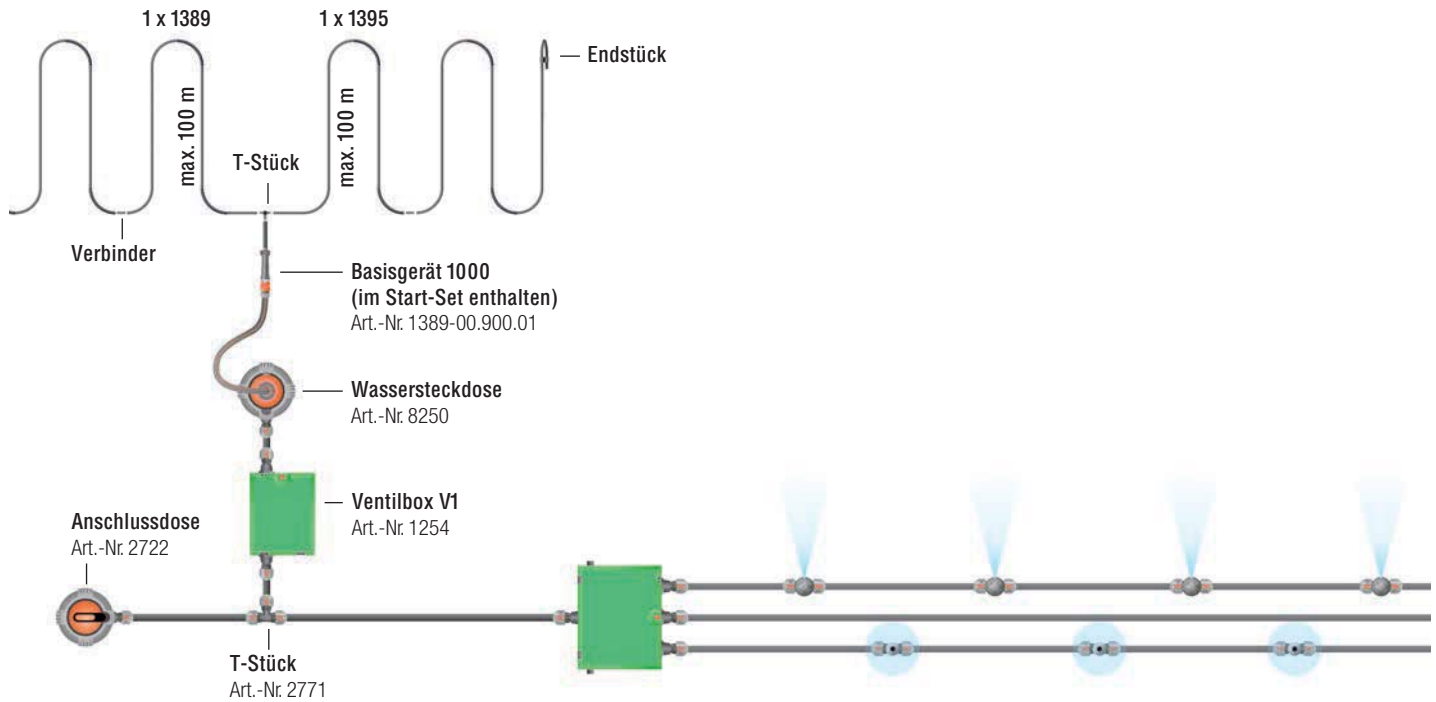 1 x 1389
1 x 1395
Endstück
max. 100 m
max. 100 m
T-Stück
Verbinder
Basisgerät 1000
(im Start-Set enthalten)
Art.-Nr. 1389-00.900.01
Wassersteckdose
Art.-Nr. 8250
Ventilbox V1
Art.-Nr. 1254
Anschlussdose
Art.-Nr. 2722
T-Stück
Art.-Nr. 2771